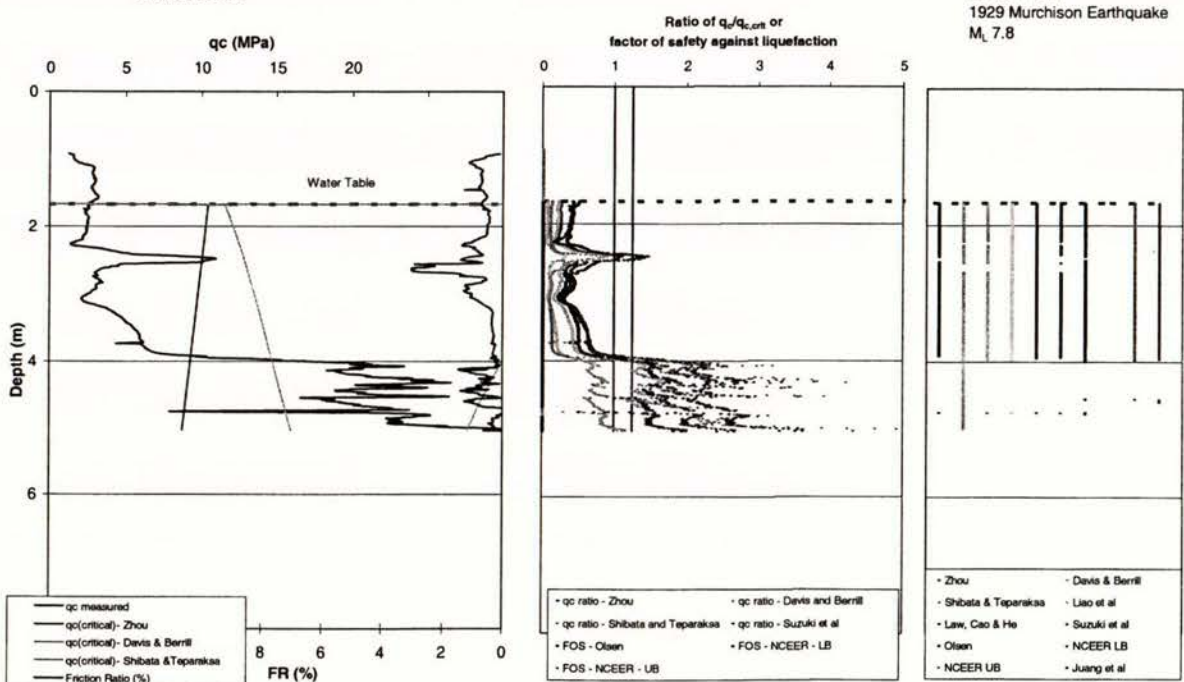 1929 Murchison Earthquake
M_L 7.8
qc (MPa)
0 5 10 15 20
Ratio of q_c/q_c,crit or
factor of safety against liquefaction
0 1 2 3 4 5
Depth (m)
0
2
4
6
Water Table
qc measured
qc(critical)- Zhou
qc(critical)- Davis & Berrill
qc(critical)- Shibata &Teparaksa
Friction Ratio (%)
8 6 4 2 0
FR (%)
• qc ratio - Zhou
• qc ratio - Davis and Berrill
• qc ratio - Shibata and Teparaksa
• qc ratio - Suzuki et al
• FOS - Olsen
• FOS - NCEER - LB
• FOS - NCEER - UB
• Zhou
• Davis & Berrill
• Shibata & Teparaksa
• Liao et al
• Law, Cao & He
• Suzuki et al
• Olsen
• NCEER LB
• NCEER UB
• Juang et al